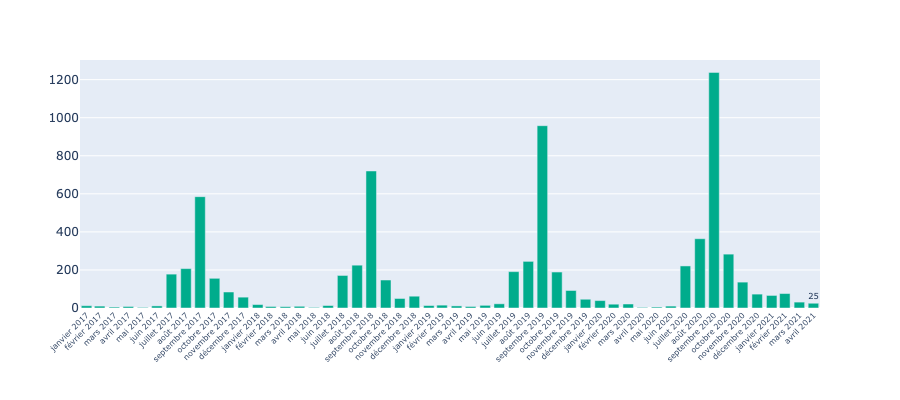 1200
1000
800
600
400
200
0
25
janvier 2017
février 2017
mars 2017
avril 2017
mai 2017
juin 2017
juillet 2017
août 2017
septembre 2017
octobre 2017
novembre 2017
décembre 2017
janvier 2018
février 2018
mars 2018
avril 2018
mai 2018
juin 2018
juillet 2018
août 2018
septembre 2018
octobre 2018
novembre 2018
décembre 2018
janvier 2019
février 2019
mars 2019
avril 2019
mai 2019
juin 2019
juillet 2019
août 2019
septembre 2019
octobre 2019
novembre 2019
décembre 2019
janvier 2020
février 2020
mars 2020
avril 2020
mai 2020
juin 2020
juillet 2020
août 2020
septembre 2020
octobre 2020
novembre 2020
décembre 2020
janvier 2021
février 2021
mars 2021
avril 2021